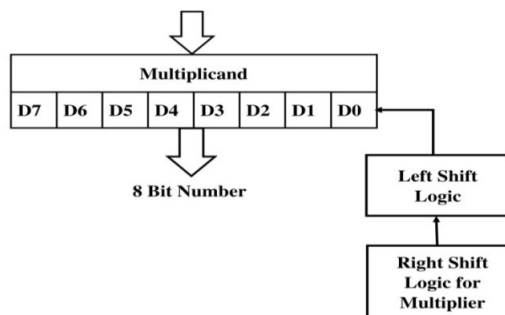 Multiplicand
D7 D6 D5 D4 D3 D2 D1 D0
8 Bit Number
Left Shift
Logic
Right Shift
Logic for
Multiplier